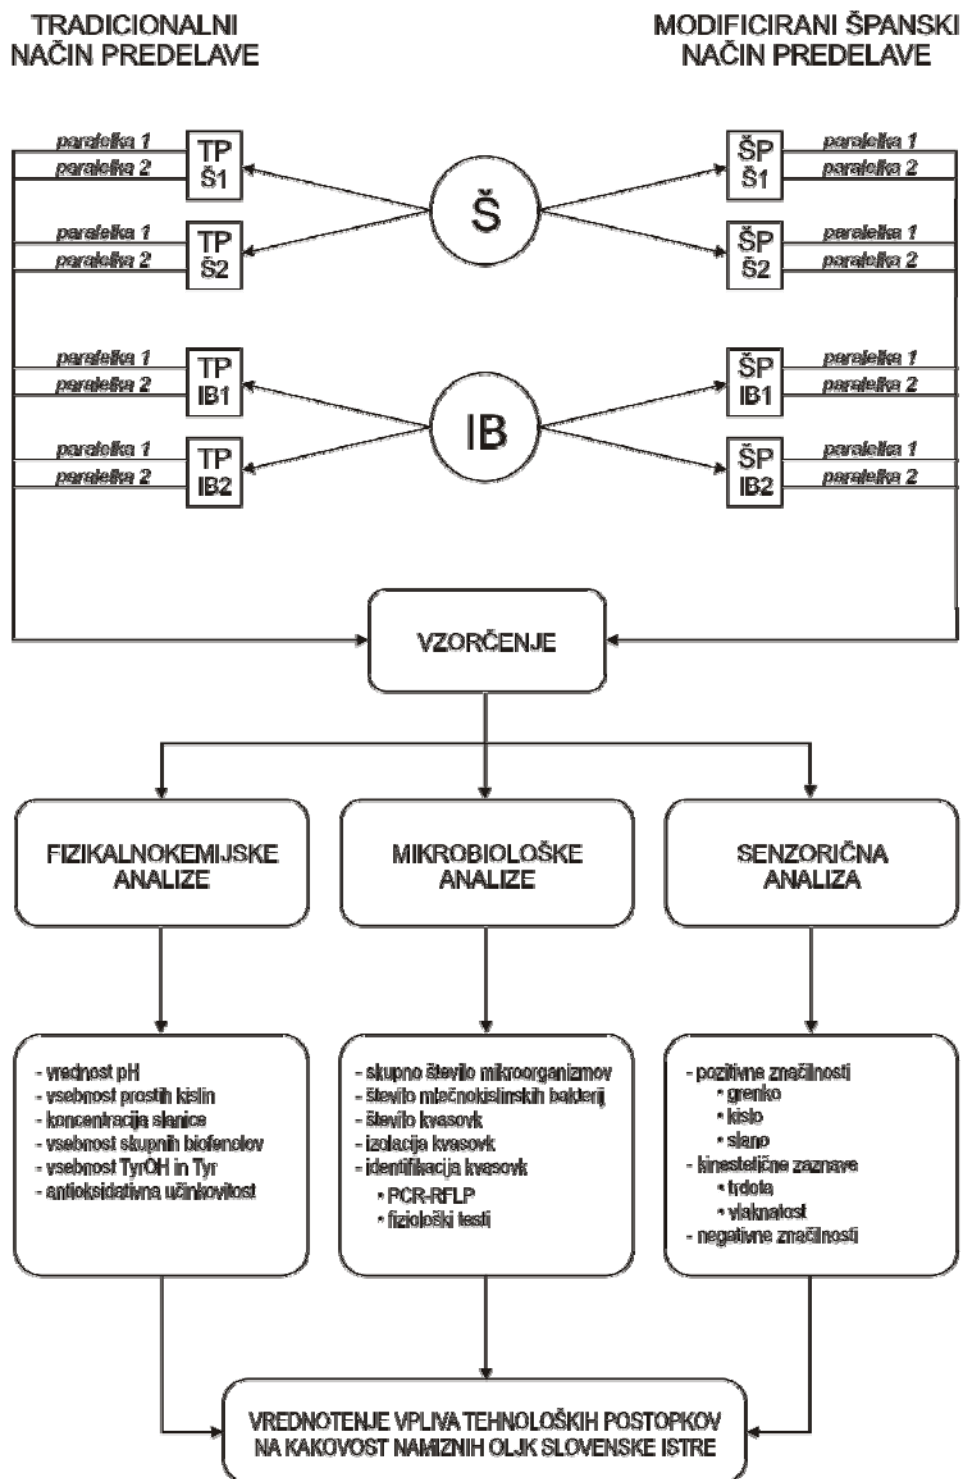 TRADICIONALNI
NAČIN PREDELAVE
MODIFICIRANI ŠPANSKI
NAČIN PREDELAVE
paralelka 1
paralelka 2
TP
Š1
paralelka 1
paralelka 2
TP
Š2
Š
ŠP
Š1
paralelka 1
paralelka 2
ŠP
Š2
paralelka 1
paralelka 2
paralelka 1
paralelka 2
TP
IB1
paralelka 1
paralelka 2
TP
IB2
IB
ŠP
IB1
paralelka 1
paralelka 2
ŠP
IB2
paralelka 1
paralelka 2
VZORČENJE
FIZIKALNOKEMIJSKE
ANALIZE
MIKROBIOLOŠKE
ANALIZE
SENZORIČNA
ANALIZA
- vrednost pH
- vsebnost prostih kislin
- koncentracija slanice
- vsebnost skupnih biofenolov
- vsebnost TyrOH in Tyr
- antioksidativna učinkovitost
- skupno število mikroorganizmov
- število mlečnokislinskih bakterij
- število kvasovk
- izolacija kvasovk
- identifikacija kvasovk
• PCR-RFLP
• fiziološki testi
- pozitivne značilnosti
• grenko
• kislo
• slano
- kinestetične zaznave
• trdota
• vlaknatost
- negativne značilnosti
VREDNOTENJE VPLIVA TEHNOLOŠKIH POSTOPKOV
NA KAKOVOST NAMIZNIH OLJK SLOVENSKE ISTRE